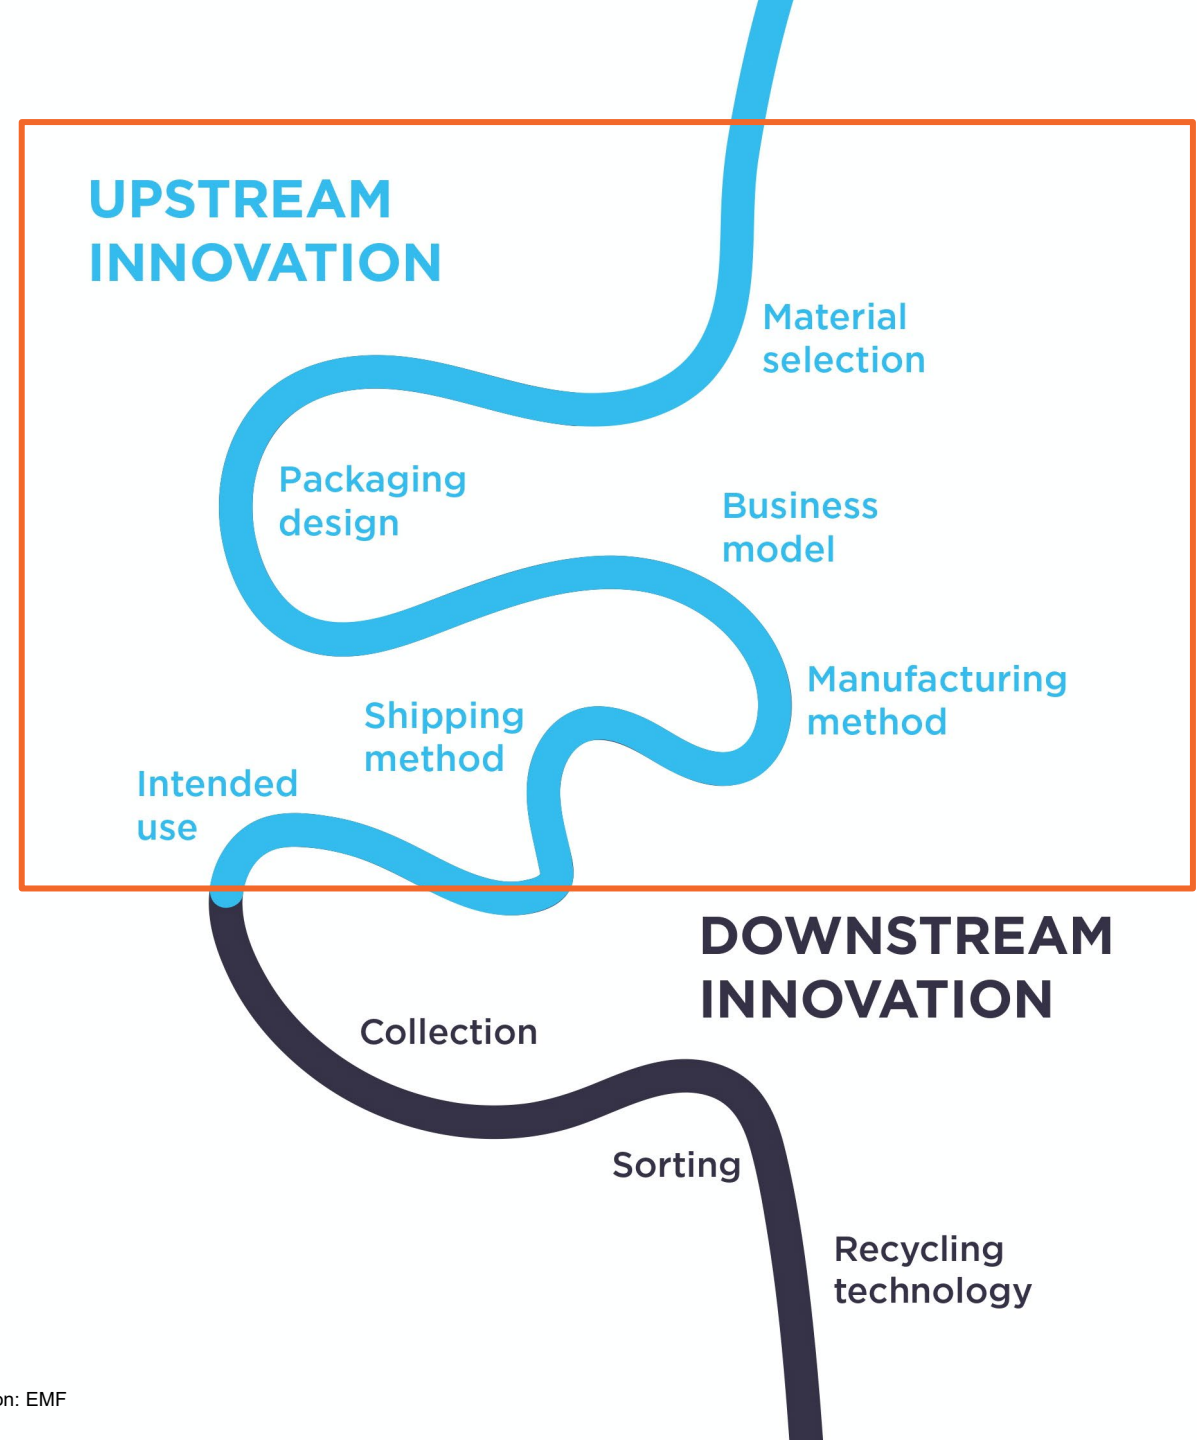 UPSTREAM
INNOVATION
Material
selection
Packaging
design
Business
model
Manufacturing
method
Shipping
method
Intended
use
DOWNSTREAM
INNOVATION
Collection
Sorting
Recycling
technology
on: EMF